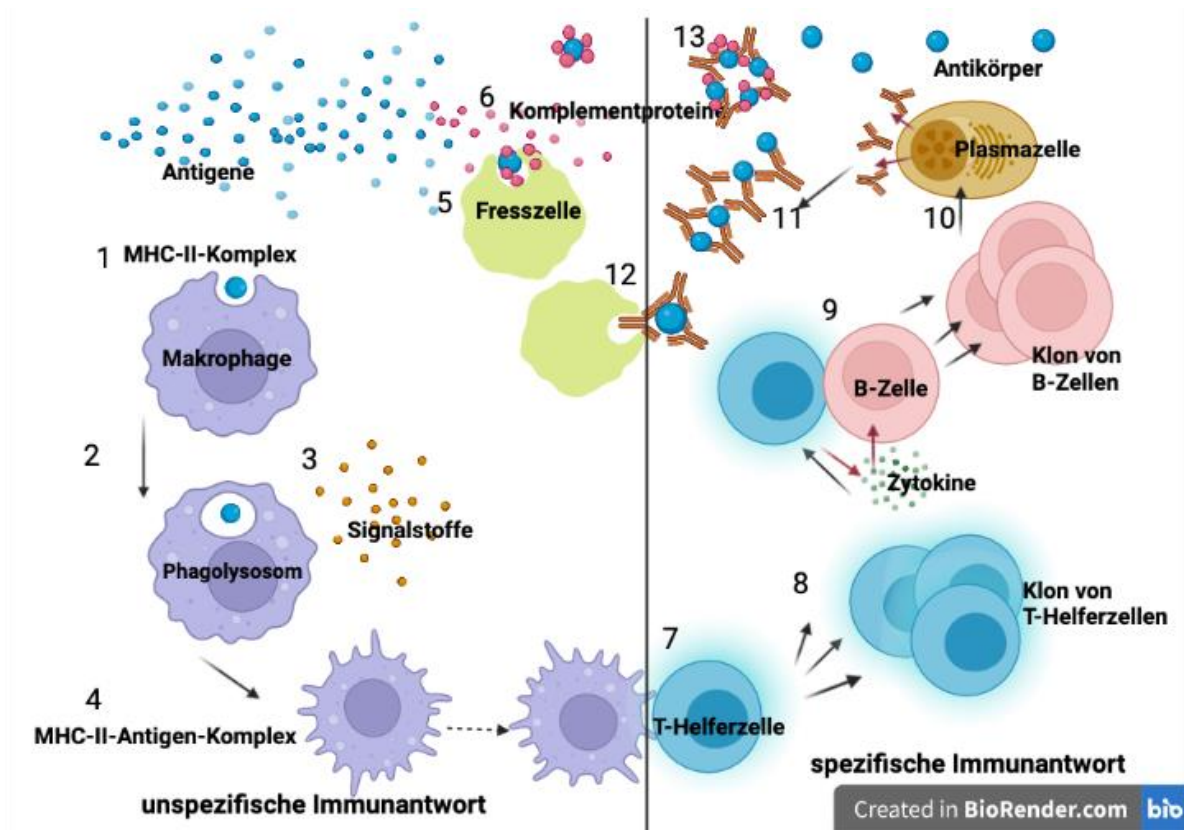 13
Antikörper
6
Komplementproteine
Antigene
Plasmazelle
5
Fresszelle
11
10
1
MHC-II-Komplex
12
Makrophage
9
B-Zelle
Klon von
B-Zellen
2
3
Signalstoffe
Zytokine
Phagolysosom
8
Klon von
T-Helferzellen
7
4
MHC-II-Antigen-Komplex
T-Helferzelle
unspezifische Immunantwort
spezifische Immunantwort
Created in BioRender.com bio